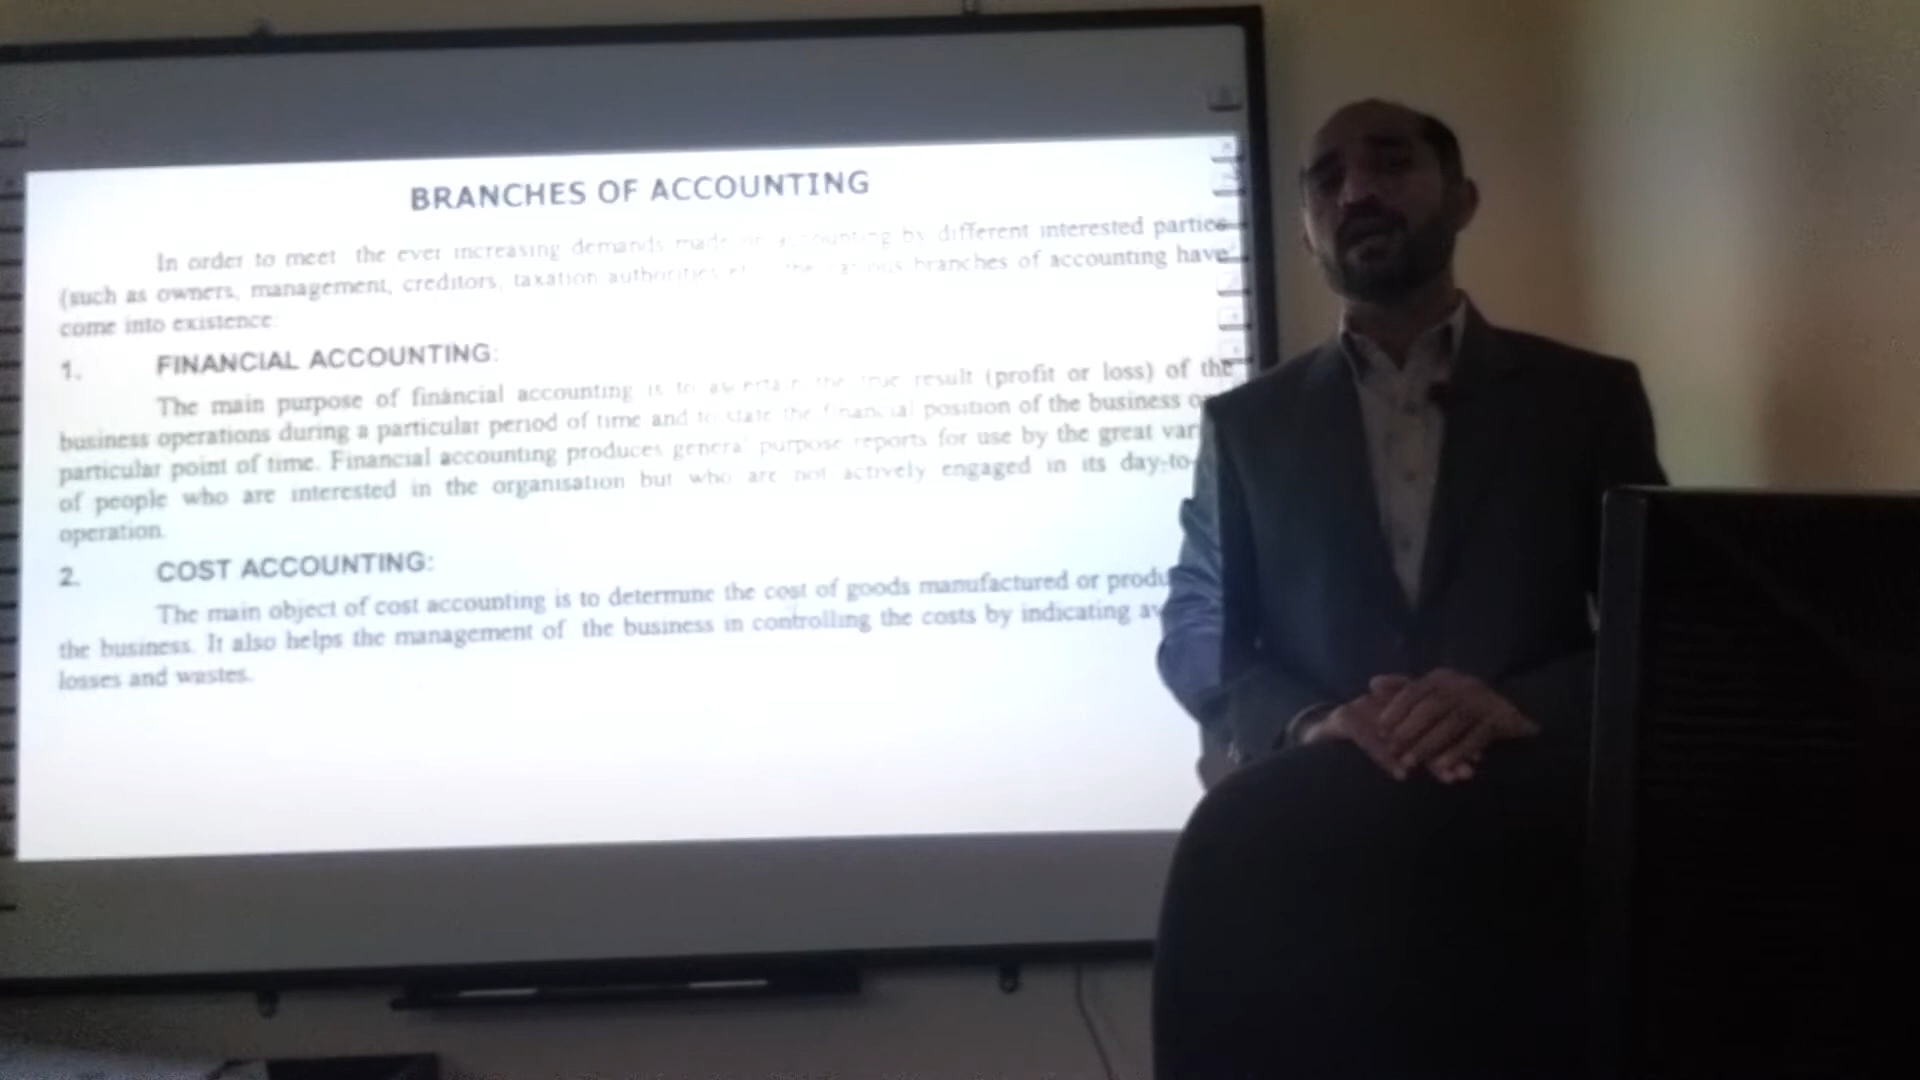 BRANCHES OF ACCOUNTING
In order to meet the ever increasing demands made on accounting by different interested parties
(such as owners, management, creditors, taxation authorities etc., the various branches of accounting have
come into existence.
1. FINANCIAL ACCOUNTING:
The main purpose of financial accounting is to ascertain the true result (profit or loss) of the
business operations during a particular period of time and to state the financial position of the business
particular point of time. Financial accounting produces general purpose reports for use by the great
of people who are interested in the organisation but who are not actively engaged in its day-to-
operation.
2. COST ACCOUNTING:
The main object of cost accounting is to determine the cost of goods manufactured or
the business. It also helps the management of the business in controlling the costs by indicating
losses and wastes.